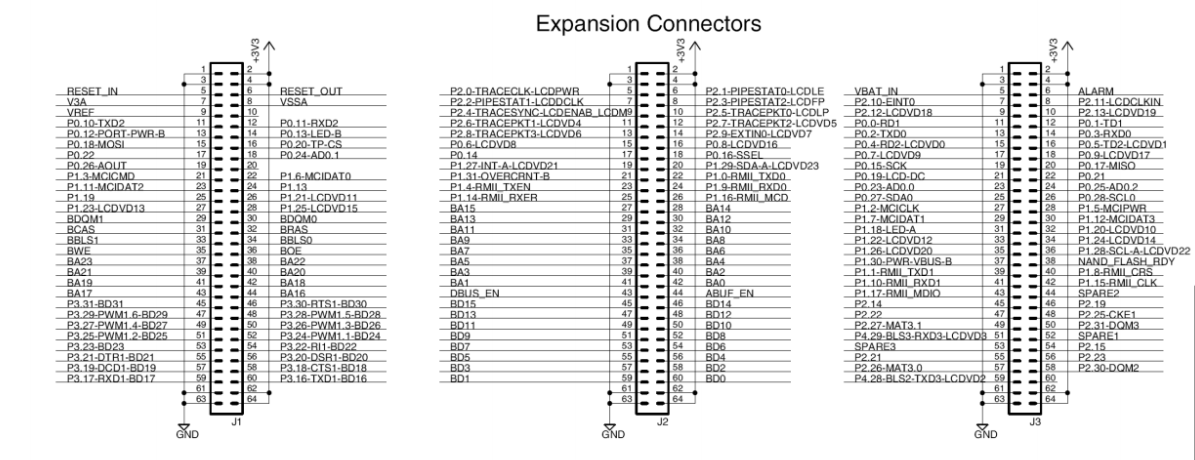 Expansion Connectors
+3V3
1 2
3 4
RESET_IN 5 6 RESET_OUT
V3A 7 8 VSSA
VREF 9 10
P0.10-TXD2 11 12 P0.11-RXD2
P0.12-PORT-PWR-B 13 14 P0.13-LED-B
P0.18-MOSI 15 16 P0.20-TP-CS
P0.22 17 18 P0.24-AD0.1
P0.26-AOUT 19 20
P1.3-MCICMD 21 22 P1.6-MCIDAT0
P1.11-MCIDAT2 23 24 P1.13
P1.19 25 26 P1.21-LCDVD11
P1.23-LCDVD13 27 28 P1.25-LCDVD15
BDQM1 29 30 BDQM0
BCAS 31 32 BRAS
BBLS1 33 34 BBLS0
BWE 35 36 BOE
BA23 37 38 BA22
BA21 39 40 BA20
BA19 41 42 BA18
BA17 43 44 BA16
P3.31-BD31 45 46 P3.30-RTS1-BD30
P3.29-PWM1.6-BD29 47 48 P3.28-PWM1.5-BD28
P3.27-PWM1.4-BD27 49 50 P3.26-PWM1.3-BD26
P3.25-PWM1.2-BD25 51 52 P3.24-PWM1.1-BD24
P3.23-BD23 53 54 P3.22-RI1-BD22
P3.21-DTR1-BD21 55 56 P3.20-DSR1-BD20
P3.19-DCD1-BD19 57 58 P3.18-CTS1-BD18
P3.17-RXD1-BD17 59 60 P3.16-TXD1-BD16
61 62
63 64
J1
GND
+3V3
1 2
3 4
P2.0-TRACECLK-LCDPWR 5 6 P2.1-PIPESTAT0-LCDLE
P2.2-PIPESTAT1-LCDDCLK 7 8 P2.3-PIPESTAT2-LCDFP
P2.4-TRACESYNC-LCDENAB_LCDM 9 10 P2.5-TRACEPKT0-LCDLP
P2.6-TRACEPKT1-LCDVD4 11 12 P2.7-TRACEPKT2-LCDVD5
P2.8-TRACEPKT3-LCDVD6 13 14 P2.9-EXTIN0-LCDVD7
P0.6-LCDVD8 15 16 P0.8-LCDVD16
P0.14 17 18 P0.16-SSEL
P1.27-INT-A-LCDVD21 19 20 P1.29-SDA-A-LCDVD23
P1.31-OVERCRNT-B 21 22 P1.0-RMII_TXD0
P1.4-RMII_TXEN 23 24 P1.9-RMII_RXD0
P1.14-RMII_RXER 25 26 P1.16-RMII_MCD
BA15 27 28 BA14
BA13 29 30 BA12
BA11 31 32 BA10
BA9 33 34 BA8
BA7 35 36 BA6
BA5 37 38 BA4
BA3 39 40 BA2
BA1 41 42 BA0
DBUS_EN 43 44 ABUF_EN
BD15 45 46 BD14
BD13 47 48 BD12
BD11 49 50 BD10
BD9 51 52 BD8
BD7 53 54 BD6
BD5 55 56 BD4
BD3 57 58 BD2
BD1 59 60 BD0
61 62
63 64
J2
GND
+3V3
1 2
3 4
VBAT_IN 5 6 ALARM
P2.10-EINT0 7 8 P2.11-LCDCLKIN
P2.12-LCDVD18 9 10 P2.13-LCDVD19
P0.0-RD1 11 12 P0.1-TD1
P0.2-TXD0 13 14 P0.3-RXD0
P0.4-RD2-LCDVD0 15 16 P0.5-TD2-LCDVD1
P0.7-LCDVD9 17 18 P0.9-LCDVD17
P0.15-SCK 19 20 P0.17-MISO
P0.19-LCD-DC 21 22 P0.21
P0.23-AD0.0 23 24 P0.25-AD0.2
P0.27-SDA0 25 26 P0.28-SCL0
P1.2-MCICLK 27 28 P1.5-MCIPWR
P1.7-MCIDAT1 29 30 P1.12-MCIDAT3
P1.18-LED-A 31 32 P1.20-LCDVD10
P1.22-LCDVD12 33 34 P1.24-LCDVD14
P1.26-LCDVD20 35 36 P1.28-SCL-A-LCDVD22
P1.30-PWR-VBUS-B 37 38 NAND_FLASH_RDY
P1.1-RMII_TXD1 39 40 P1.8-RMII_CRS
P1.10-RMII_RXD1 41 42 P1.15-RMII_CLK
P1.17-RMII_MDIO 43 44 SPARE2
P2.14 45 46 P2.19
P2.22 47 48 P2.25-CKE1
P2.27-MAT3.1 49 50 P2.31-DQM3
P4.29-BLS3-RXD3-LCDVD3 51 52 SPARE1
SPARE3 53 54 P2.15
P2.21 55 56 P2.23
P2.26-MAT3.0 57 58 P2.30-DQM2
P4.28-BLS2-TXD3-LCDVD2 59 60
61 62
63 64
J3
GND